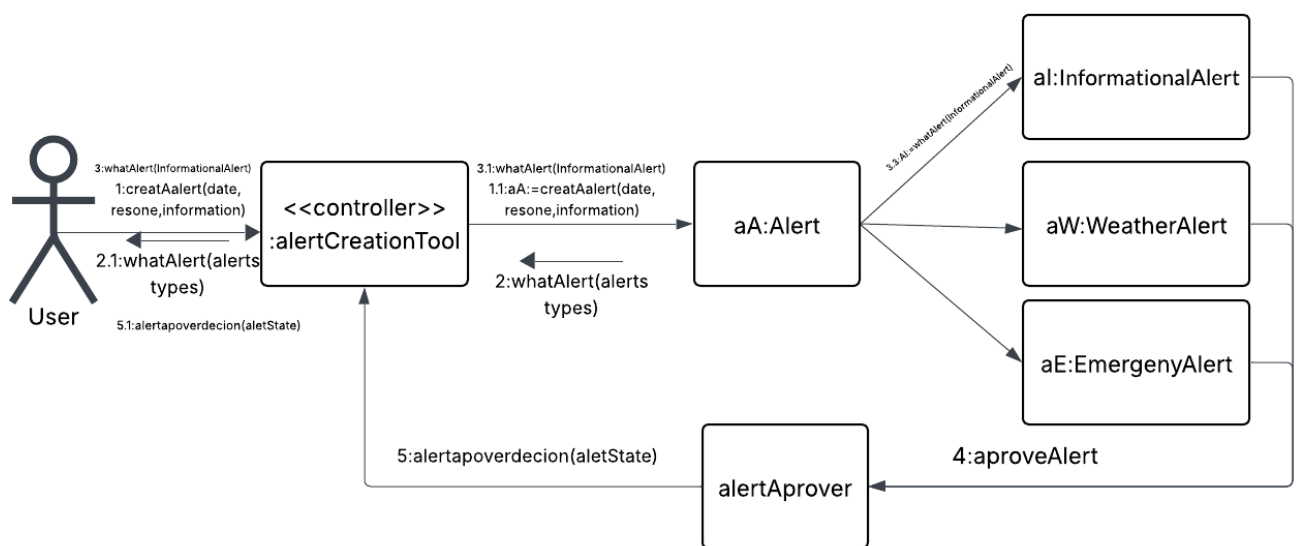 3.3:AI:=whatAlert(InformationalAlert)
aI:InformationalAlert
3:whatAlert(InformationalAlert)
1:creatAalert(date,
resone,information)
2.1:whatAlert(alerts
types)
User
5.1:alertapoverdecion(aletState)
<<controller>>
:alertCreationTool
3.1:whatAlert(InformationalAlert)
1.1:aA:=creatAalert(date,
resone,information)
2:whatAlert(alerts
types)
aA:Alert
aW:WeatherAlert
aE:EmergenyAlert
5:alertapoverdecion(aletState)
alertAprover
4:aproveAlert